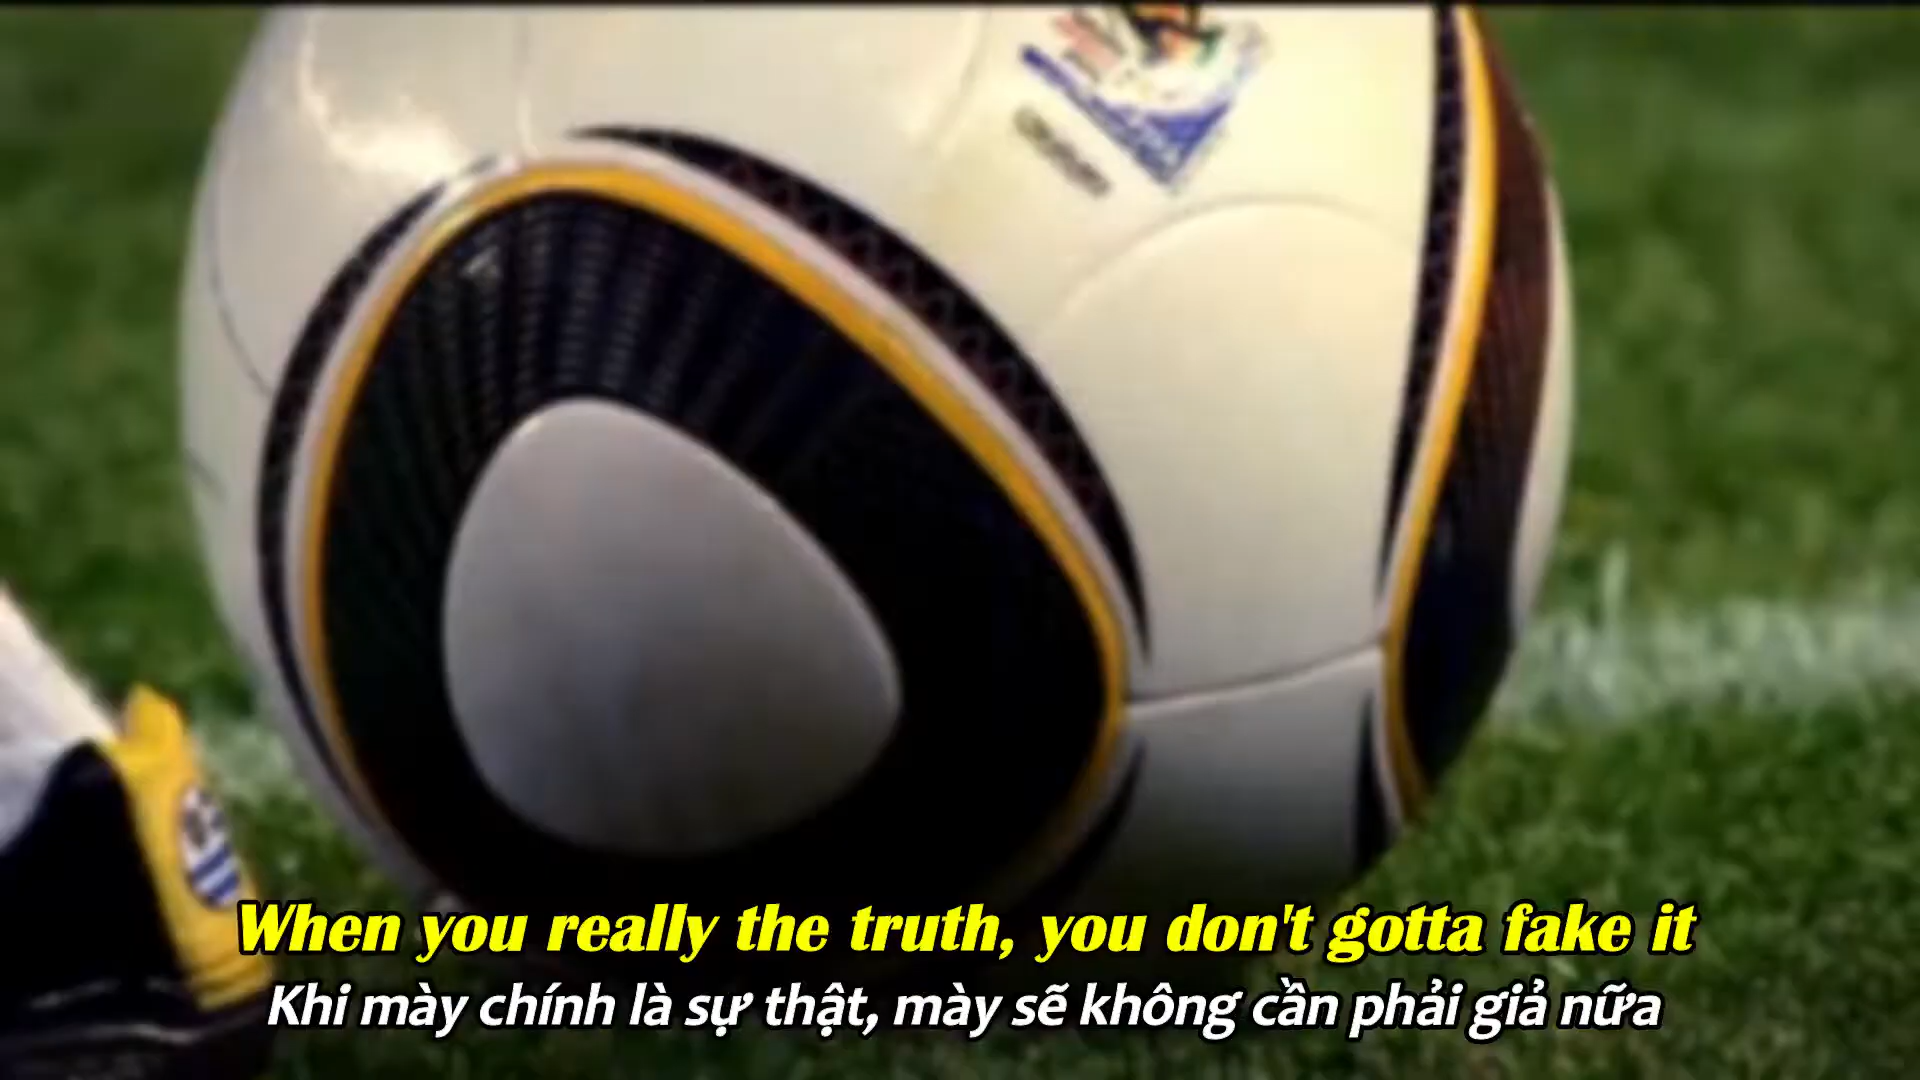 When you really the truth, you don't gotta fake it
Khi mày chính là sự thật, mày sẽ không cần phải giả nữa